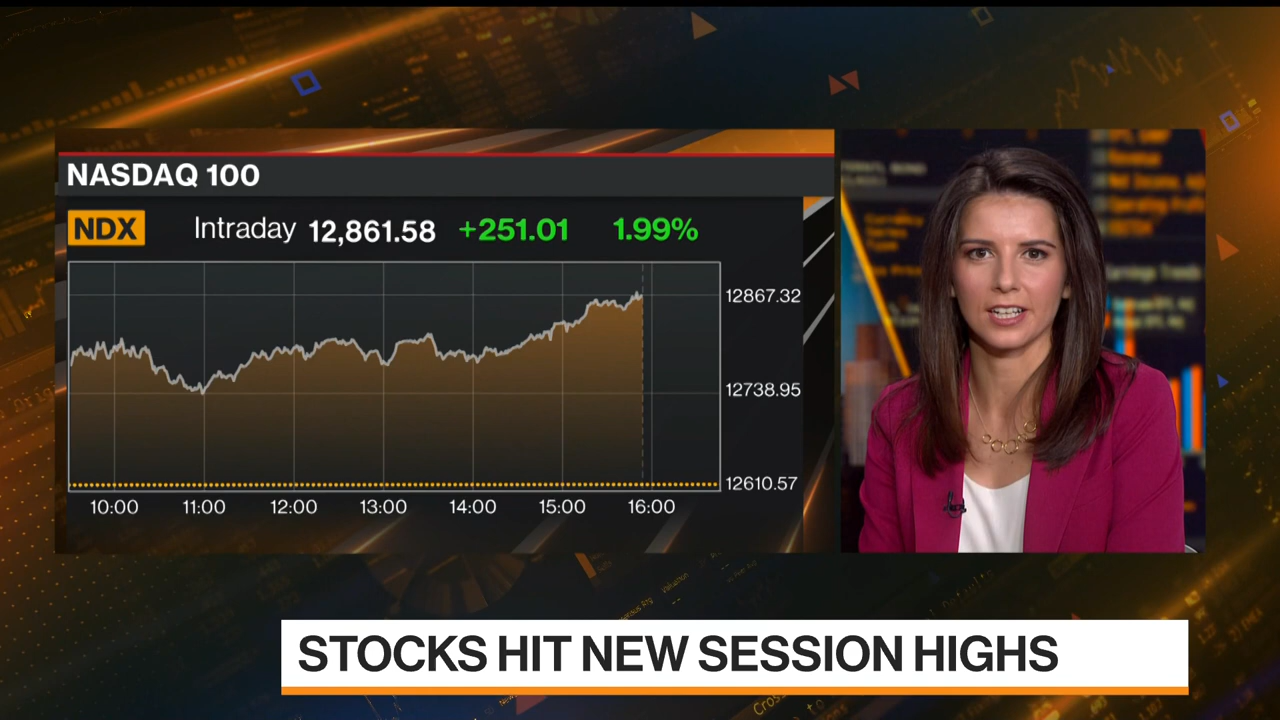 NASDAQ 100
NDX Intraday 12,861.58 +251.01 1.99%
12867.32
12738.95
12610.57
10:00 11:00 12:00 13:00 14:00 15:00 16:00
STOCKS HIT NEW SESSION HIGHS